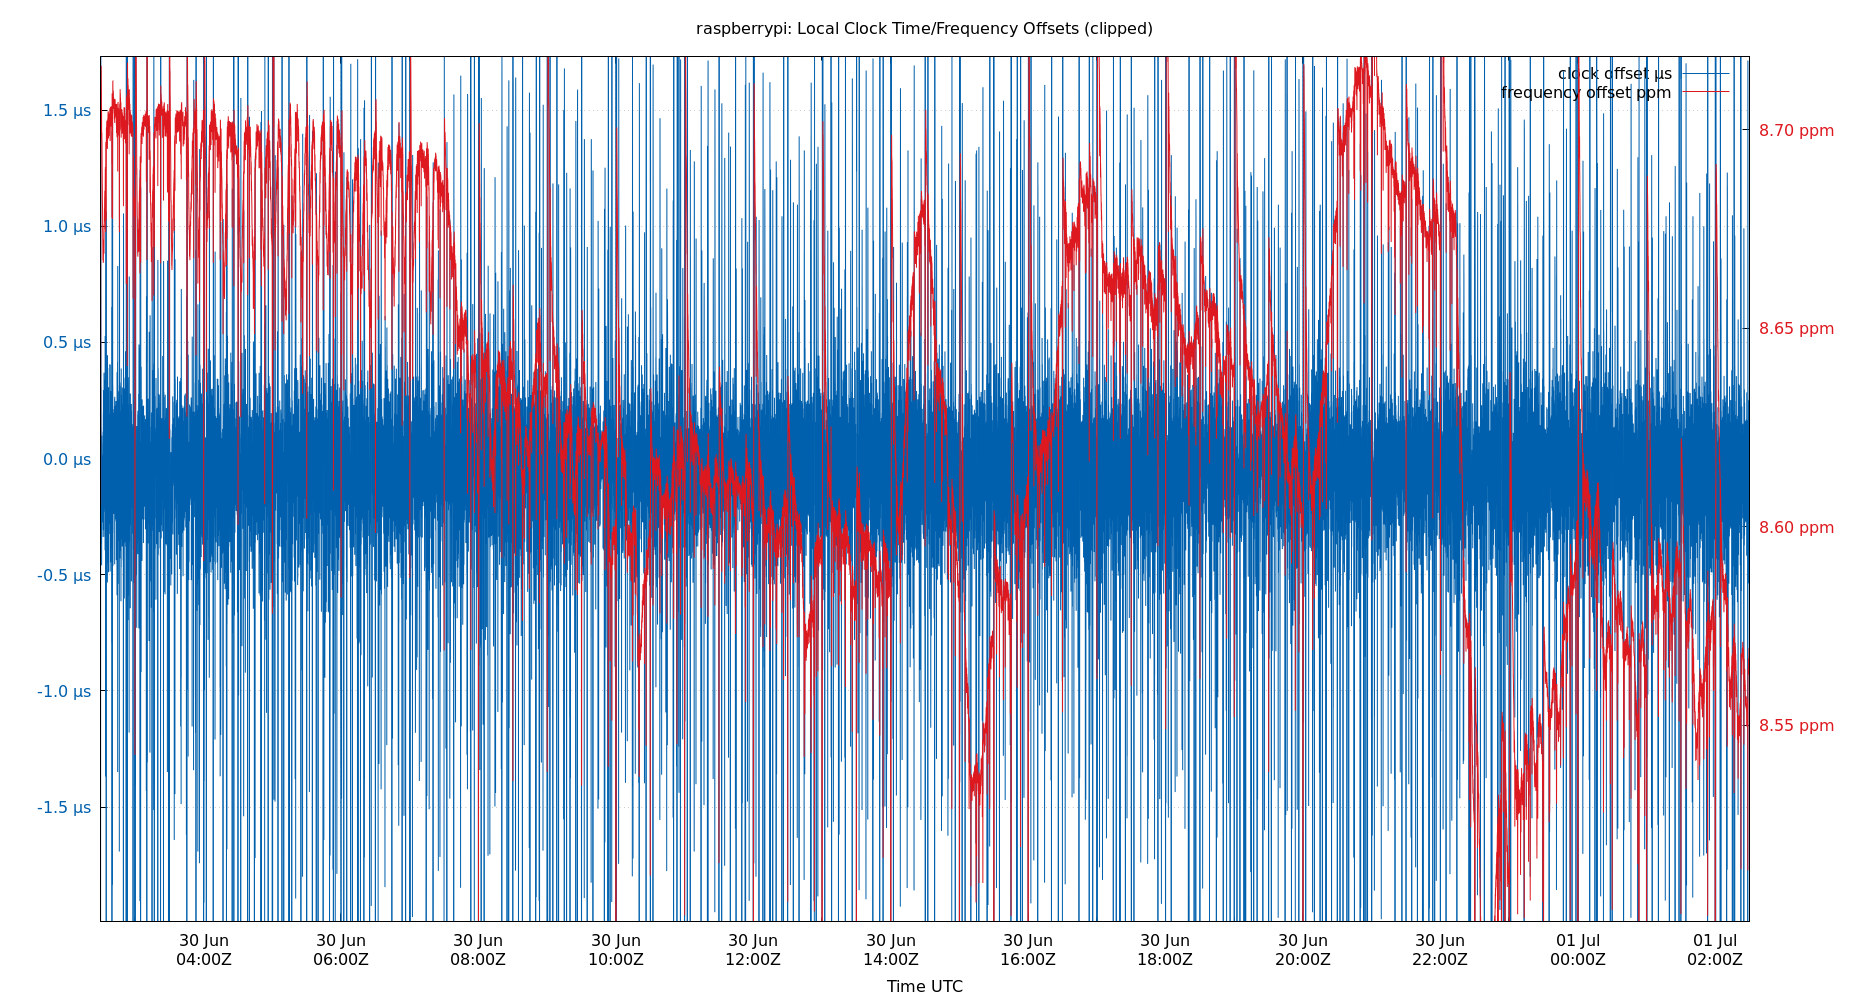 raspberrypi: Local Clock Time/Frequency Offsets (clipped)
clock offset µs
frequency offset ppm
1.5 µs
1.0 µs
0.5 µs
0.0 µs
-0.5 µs
-1.0 µs
-1.5 µs
8.70 ppm
8.65 ppm
8.60 ppm
8.55 ppm
30 Jun 30 Jun 30 Jun 30 Jun 30 Jun 30 Jun 30 Jun 30 Jun 30 Jun 30 Jun 01 Jul 01 Jul
04:00Z 06:00Z 08:00Z 10:00Z 12:00Z 14:00Z 16:00Z 18:00Z 20:00Z 22:00Z 00:00Z 02:00Z
Time UTC